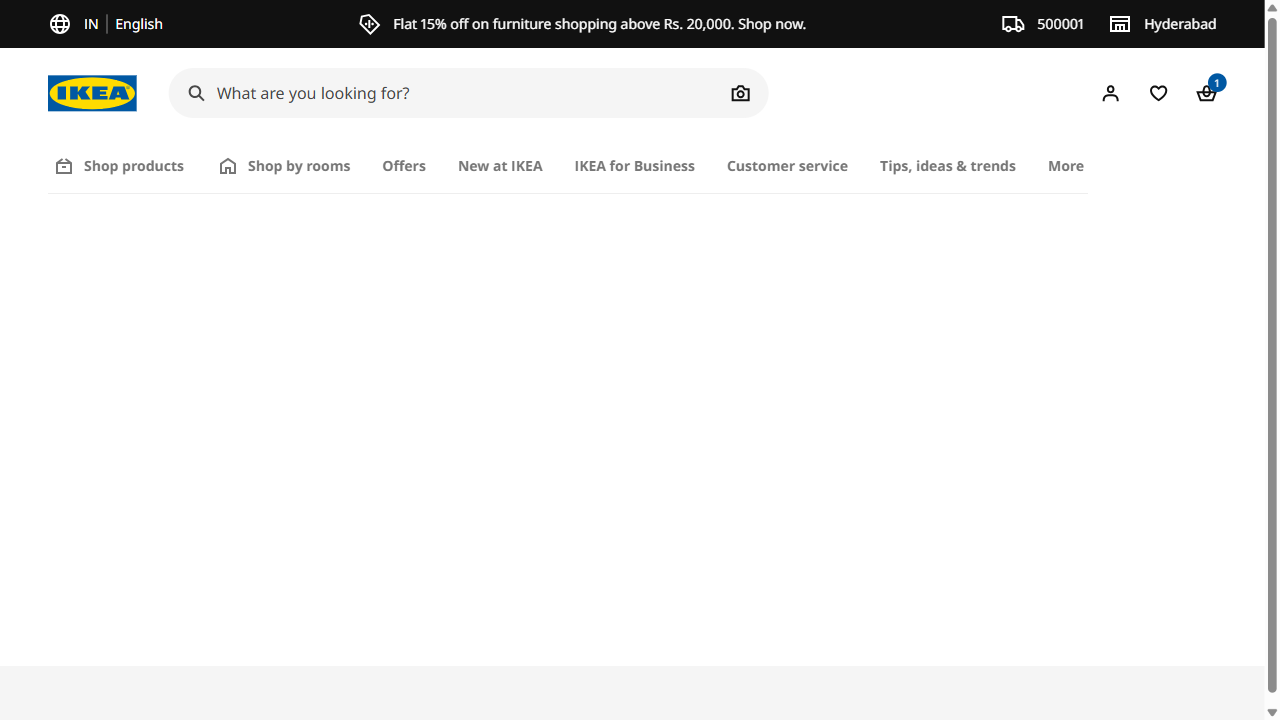 IN English
Flat 15% off on furniture shopping above Rs. 20,000. Shop now.
500001
Hyderabad
IKEA
What are you looking for?
1
Shop products
Shop by rooms
Offers
New at IKEA
IKEA for Business
Customer service
Tips, ideas & trends
More